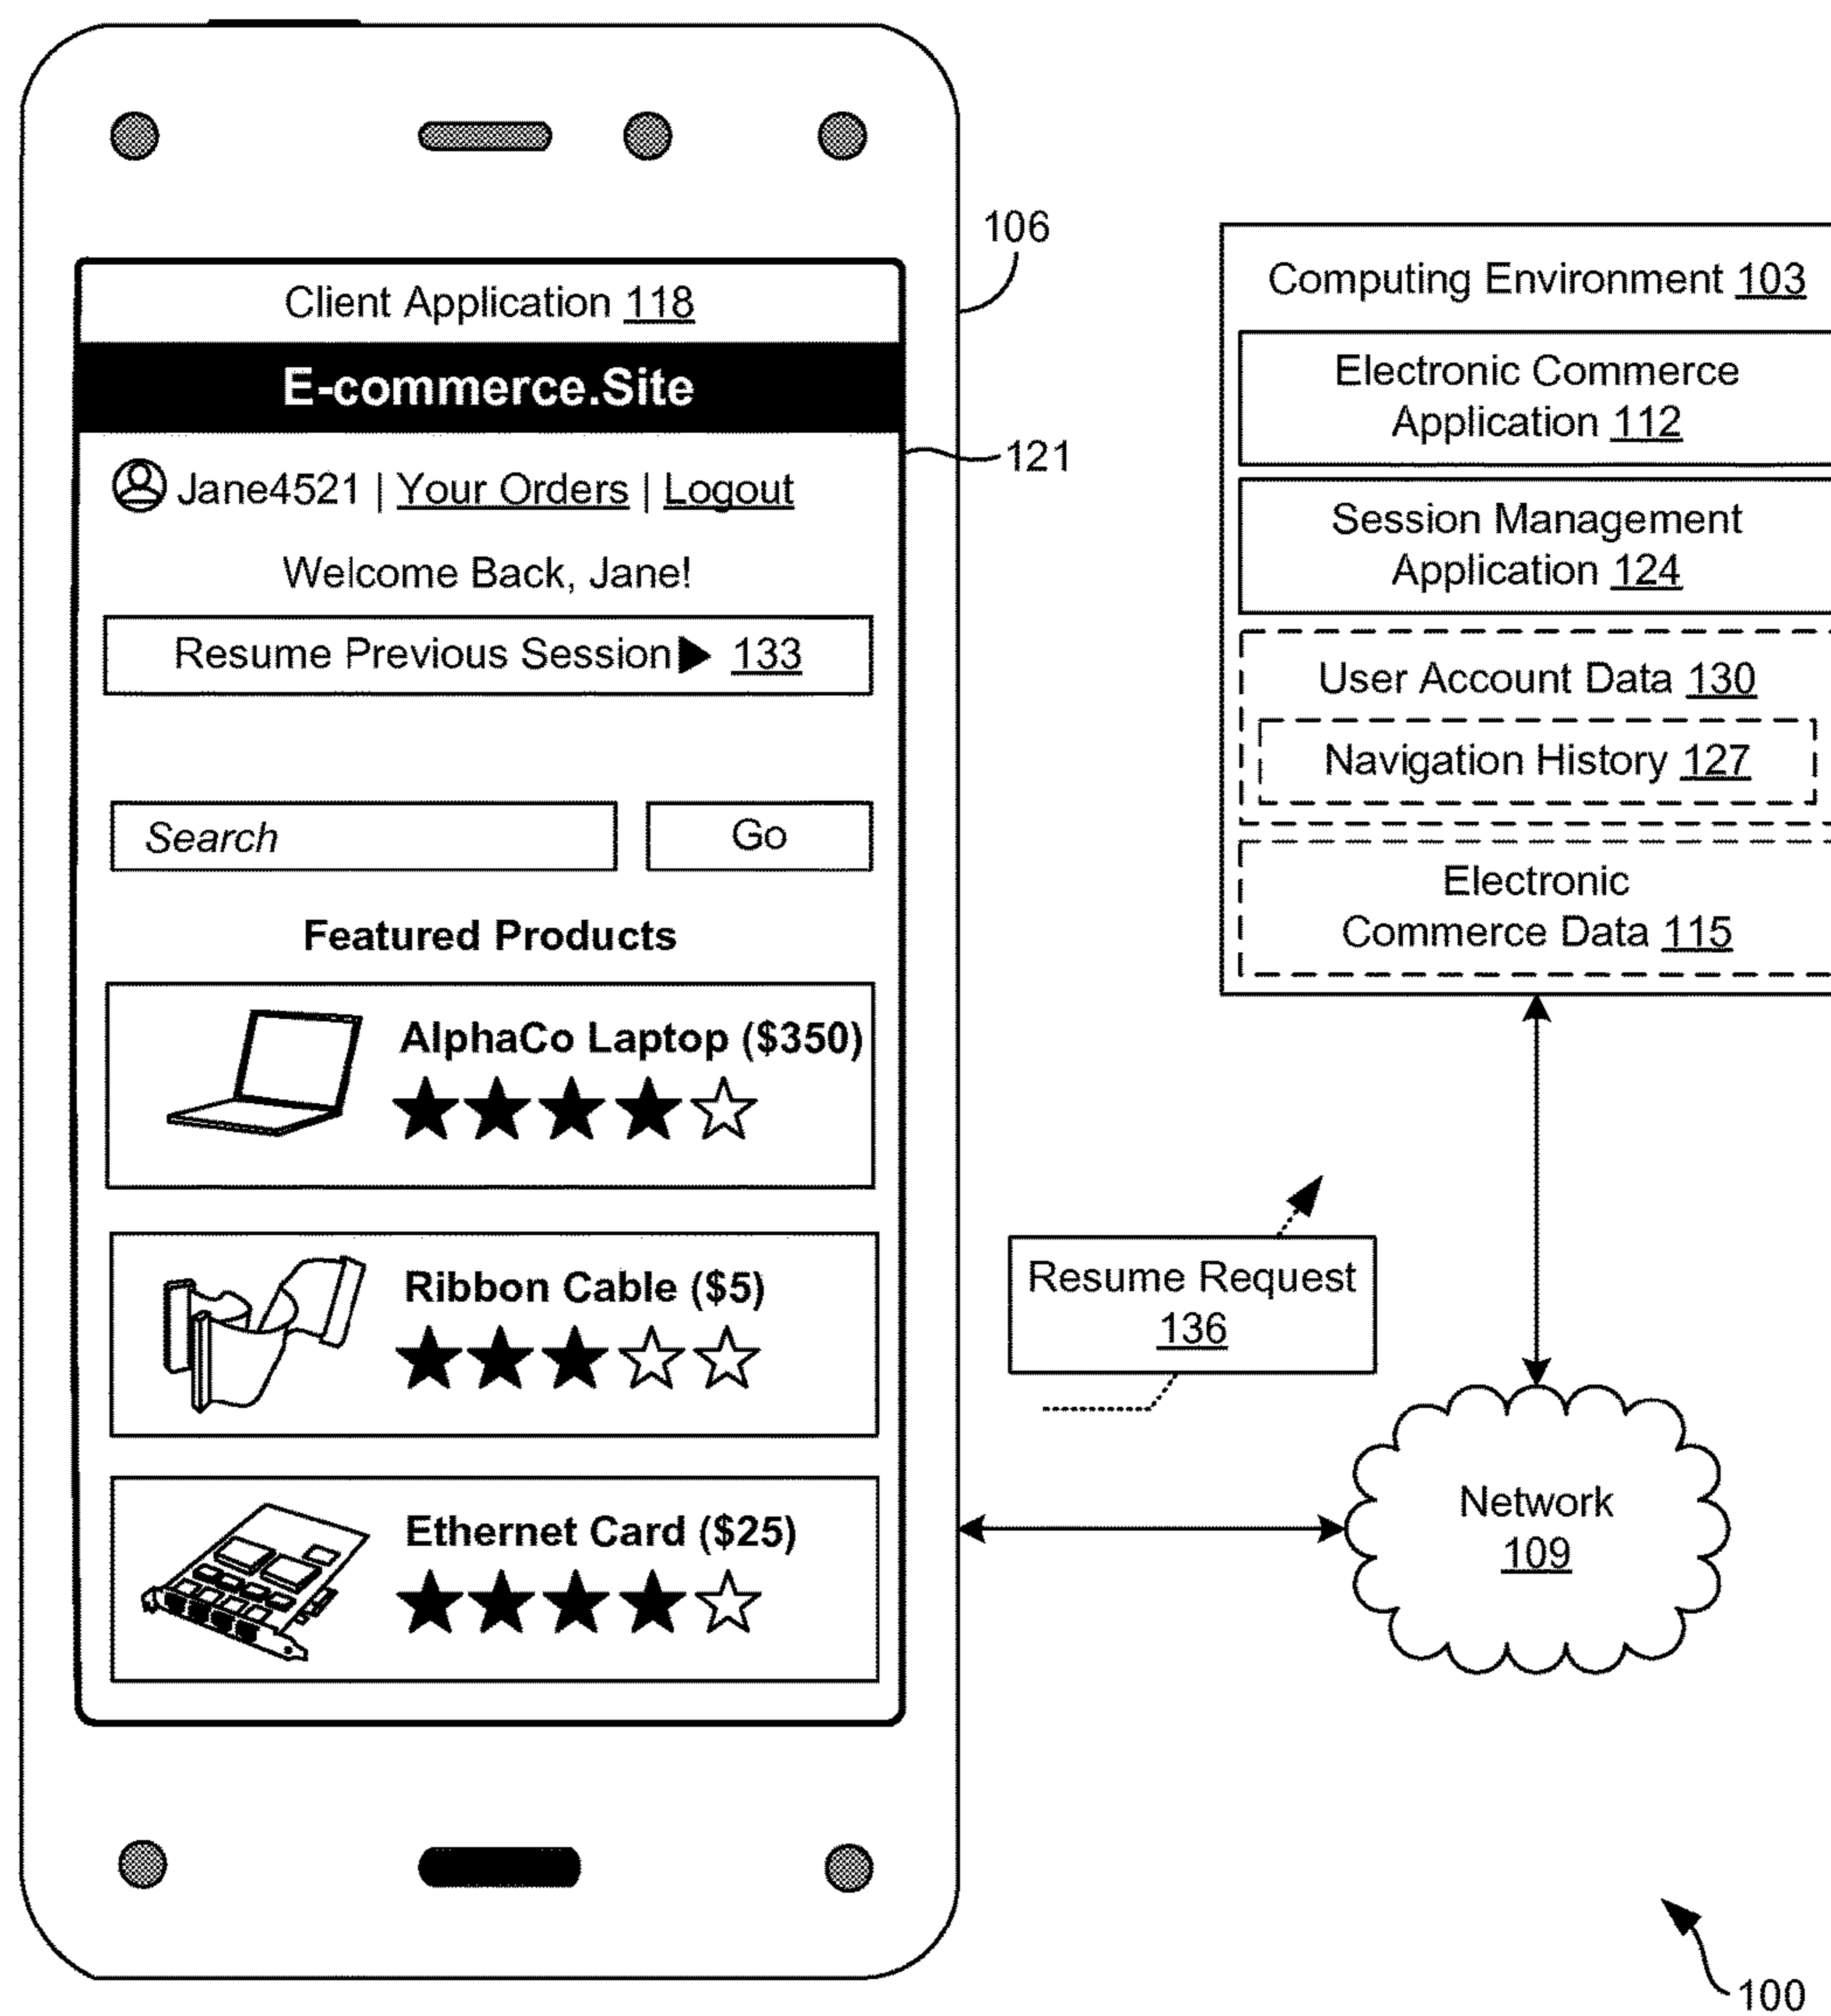 Client Application 118
E-commerce.Site
Jane4521 | Your Orders | Logout
Welcome Back, Jane!
Resume Previous Session 133
Search
Go
Featured Products
AlphaCo Laptop ($350)
Ribbon Cable ($5)
Ethernet Card ($25)
106
121
Computing Environment 103
Electronic Commerce
Application 112
Session Management
Application 124
User Account Data 130
Navigation History 127
Electronic
Commerce Data 115
Resume Request
136
Network
109
100